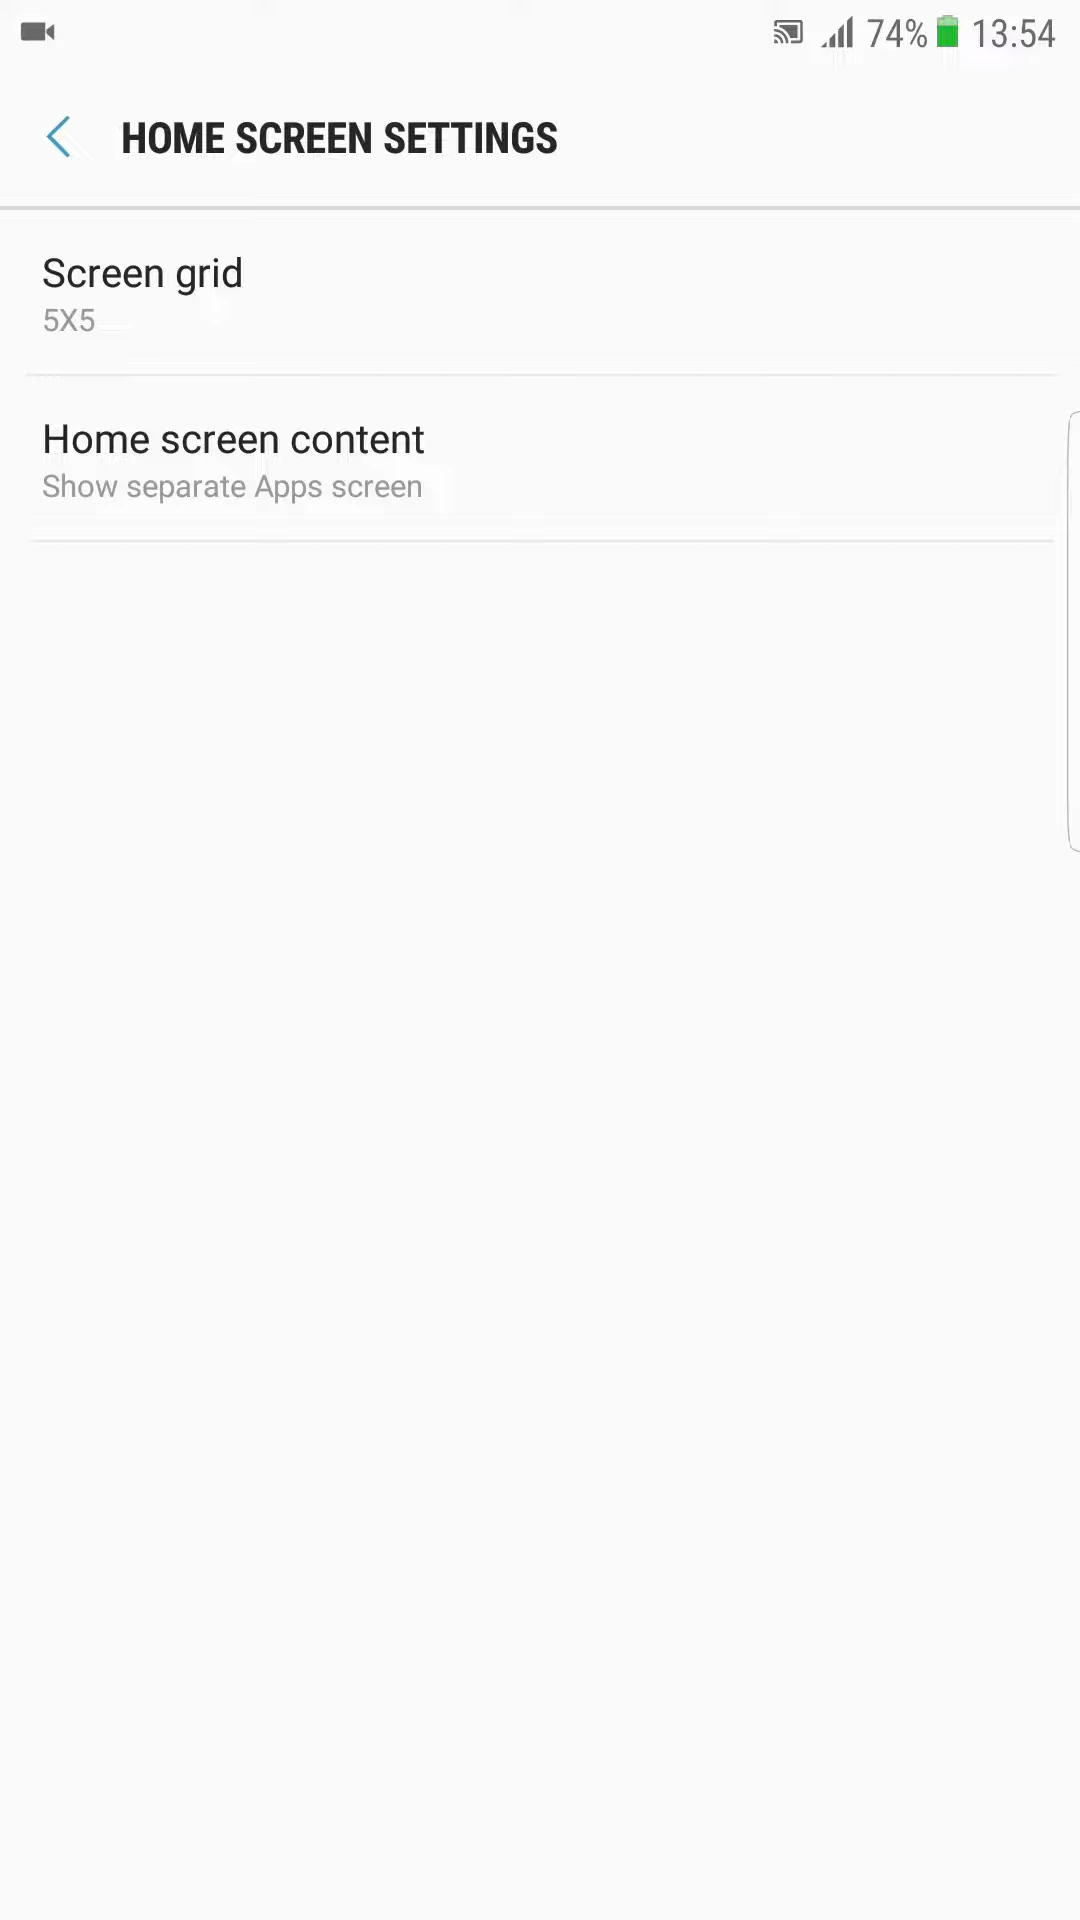 74% 13:54
HOME SCREEN SETTINGS
Screen grid
5X5
Home screen content
Show separate Apps screen